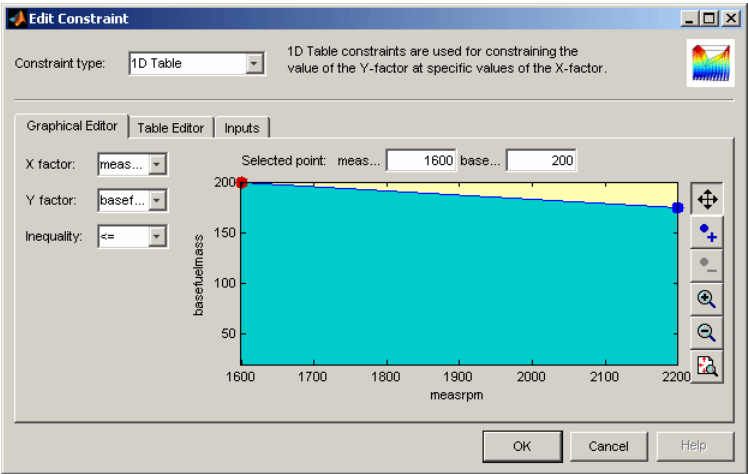 Edit Constraint
Constraint type:
1D Table
1D Table constraints are used for constraining the
value of the Y-factor at specific values of the X-factor.
Graphical Editor
Table Editor
Inputs
X factor:
meas...
Y factor:
basef...
Inequality:
<=
Selected point: meas... 1600 base... 200
200
150
100
50
basefuelmass
1600 1700 1800 1900 2000 2100 2200
measrpm
OK
Cancel
Help